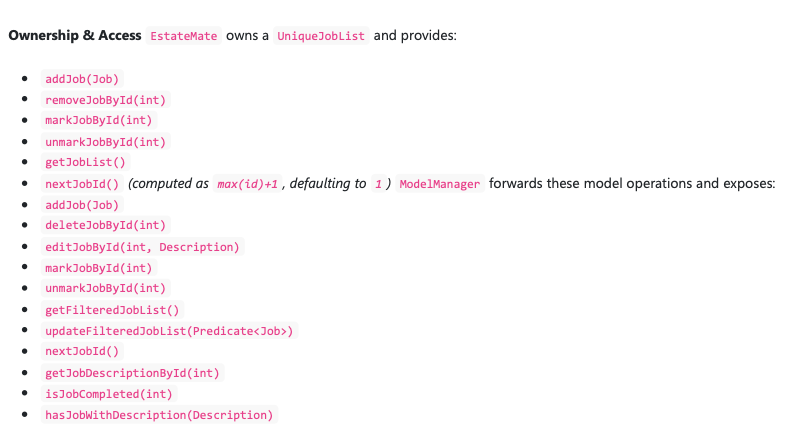 Ownership & Access EstateMate owns a UniqueJobList and provides:
• addJob(Job)
• removeJobById(int)
• markJobById(int)
• unmarkJobById(int)
• getJobList()
• nextJobId() (computed as max(id)+1 , defaulting to 1 ) ModelManager forwards these model operations and exposes:
• addJob(Job)
• deleteJobById(int)
• editJobById(int, Description)
• markJobById(int)
• unmarkJobById(int)
• getFilteredJobList()
• updateFilteredJobList(Predicate<Job>)
• nextJobId()
• getJobDescriptionById(int)
• isJobCompleted(int)
• hasJobWithDescription(Description)